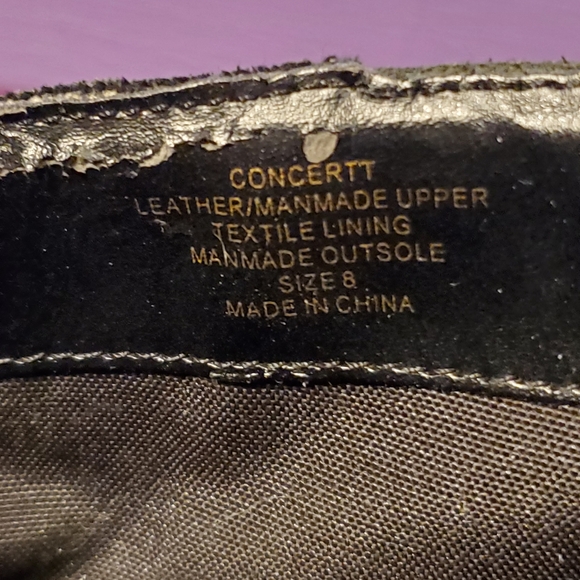 CONCERTT
LEATHER/MANMADE UPPER
TEXTILE LINING
MANMADE OUTSOLE
SIZE 8
MADE IN CHINA